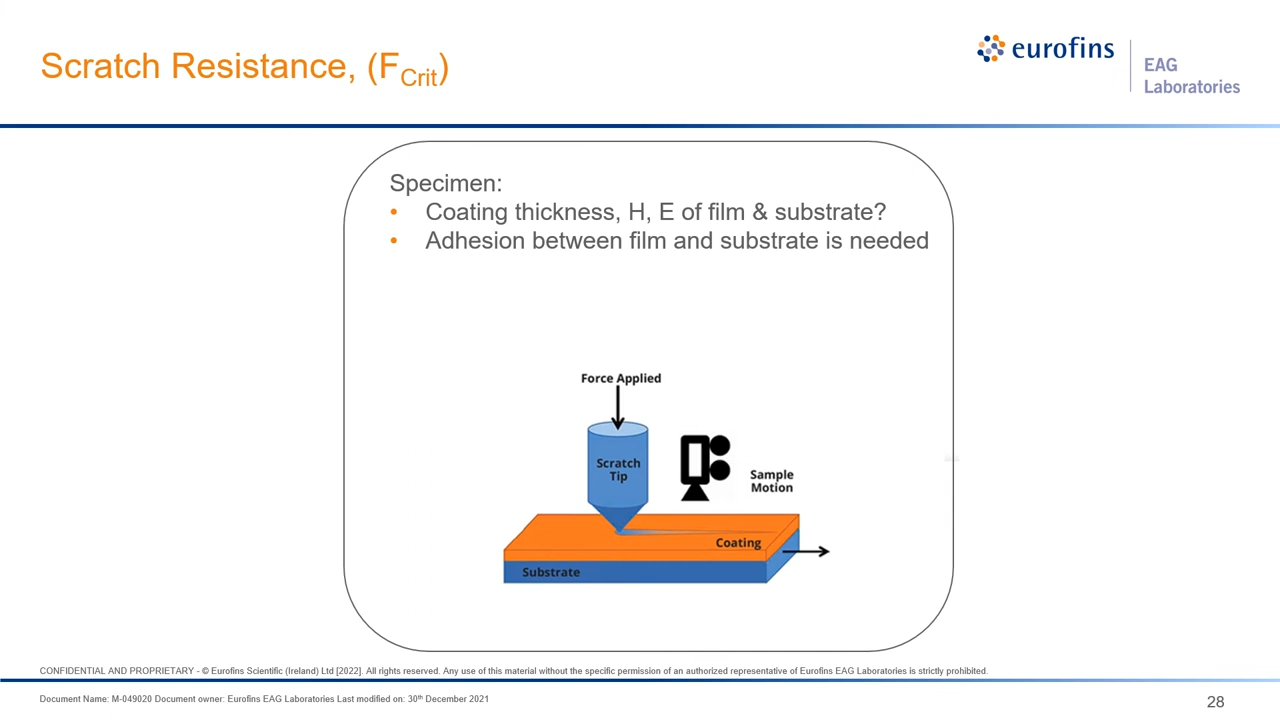 Scratch Resistance, (FCrit)
eurofins
EAG
Laboratories
Specimen:
• Coating thickness, H, E of film & substrate?
• Adhesion between film and substrate is needed
Force Applied
Scratch
Tip
Sample
Motion
Coating
Substrate
CONFIDENTIAL AND PROPRIETARY - © Eurofins Scientific (Ireland) Ltd [2022]. All rights reserved. Any use of this material without the specific permission of an authorized representative of Eurofins EAG Laboratories is strictly prohibited.
Document Name: M-049020 Document owner: Eurofins EAG Laboratories Last modified on: 30th December 2021
28